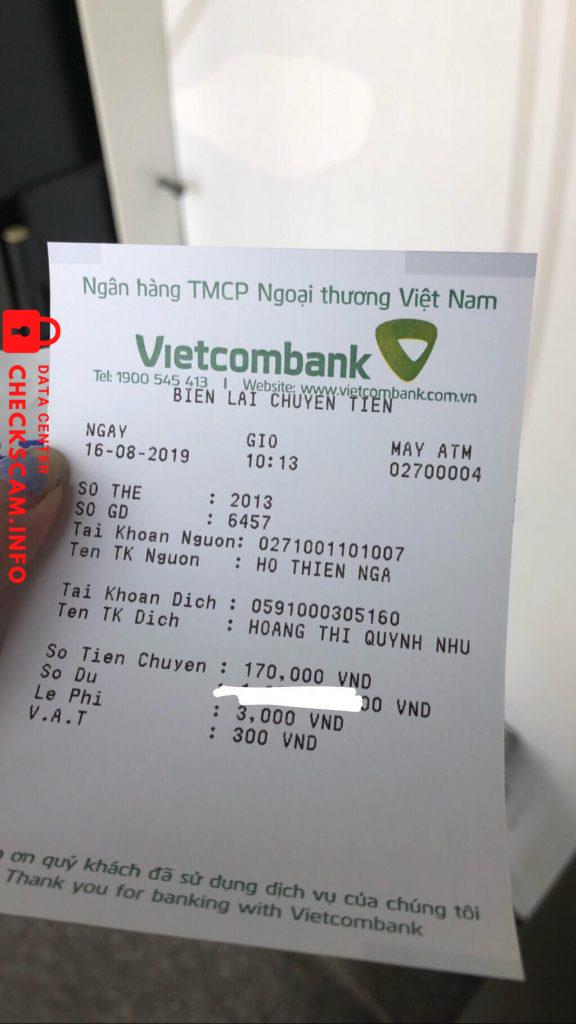 Ngân hàng TMCP Ngoại thương Việt Nam
Vietcombank
Tel: 1900 545 413 | Website: www.vietcombank.com.vn
BIEN LAI CHUYEN TIEN
NGAY GIO MAY ATM
16-08-2019 10:13 02700004
SO THE : 2013
SO GD : 6457
Tai Khoan Nguon: 0271001101007
Ten TK Nguon : HO THIEN NGA
Tai Khoan Dich : 0591000305160
Ten TK Dich : HOANG THI QUYNH NHU
So Tien Chuyen : 170,000 VND
So Du : 00 VND
Le Phi : 3,000 VND
V.A.T : 300 VND
ơn quý khách đã sử dụng dịch vụ của chúng tôi
Thank you for banking with Vietcombank
DATA CENTER
CHECKSCAM.INFO